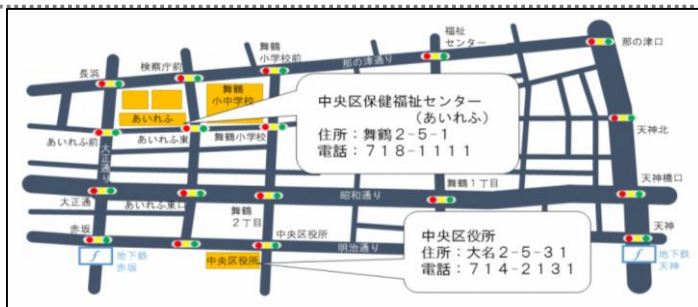 福祉
センター
那の津口
舞鶴
小学校前
検察庁前
長浜
那の津通り
舞鶴
小中学校
あいれふ
中央区保健福祉センター
(あいれふ)
住所：舞鶴2-5-1
電話：718-1111
あいれふ前
あいれふ東
舞鶴小学校
天神北
大正通り
昭和通り
舞鶴1丁目
天神橋口
大正通
あいれふ東口
舞鶴
2丁目
赤坂
中央区役所
明治通り
天神
中央区役所
住所：大名2-5-31
電話：714-2131
地下鉄
赤坂
中央区役所
地下鉄
天神